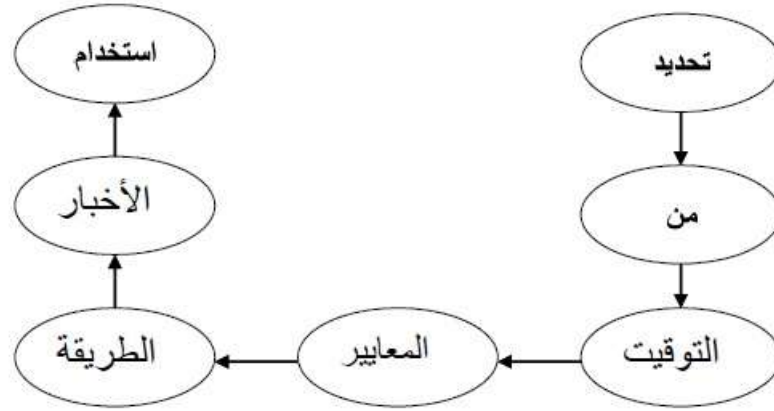 تحديد
من
التوقيت
المعايير
الطريقة
الأخبار
استخدام